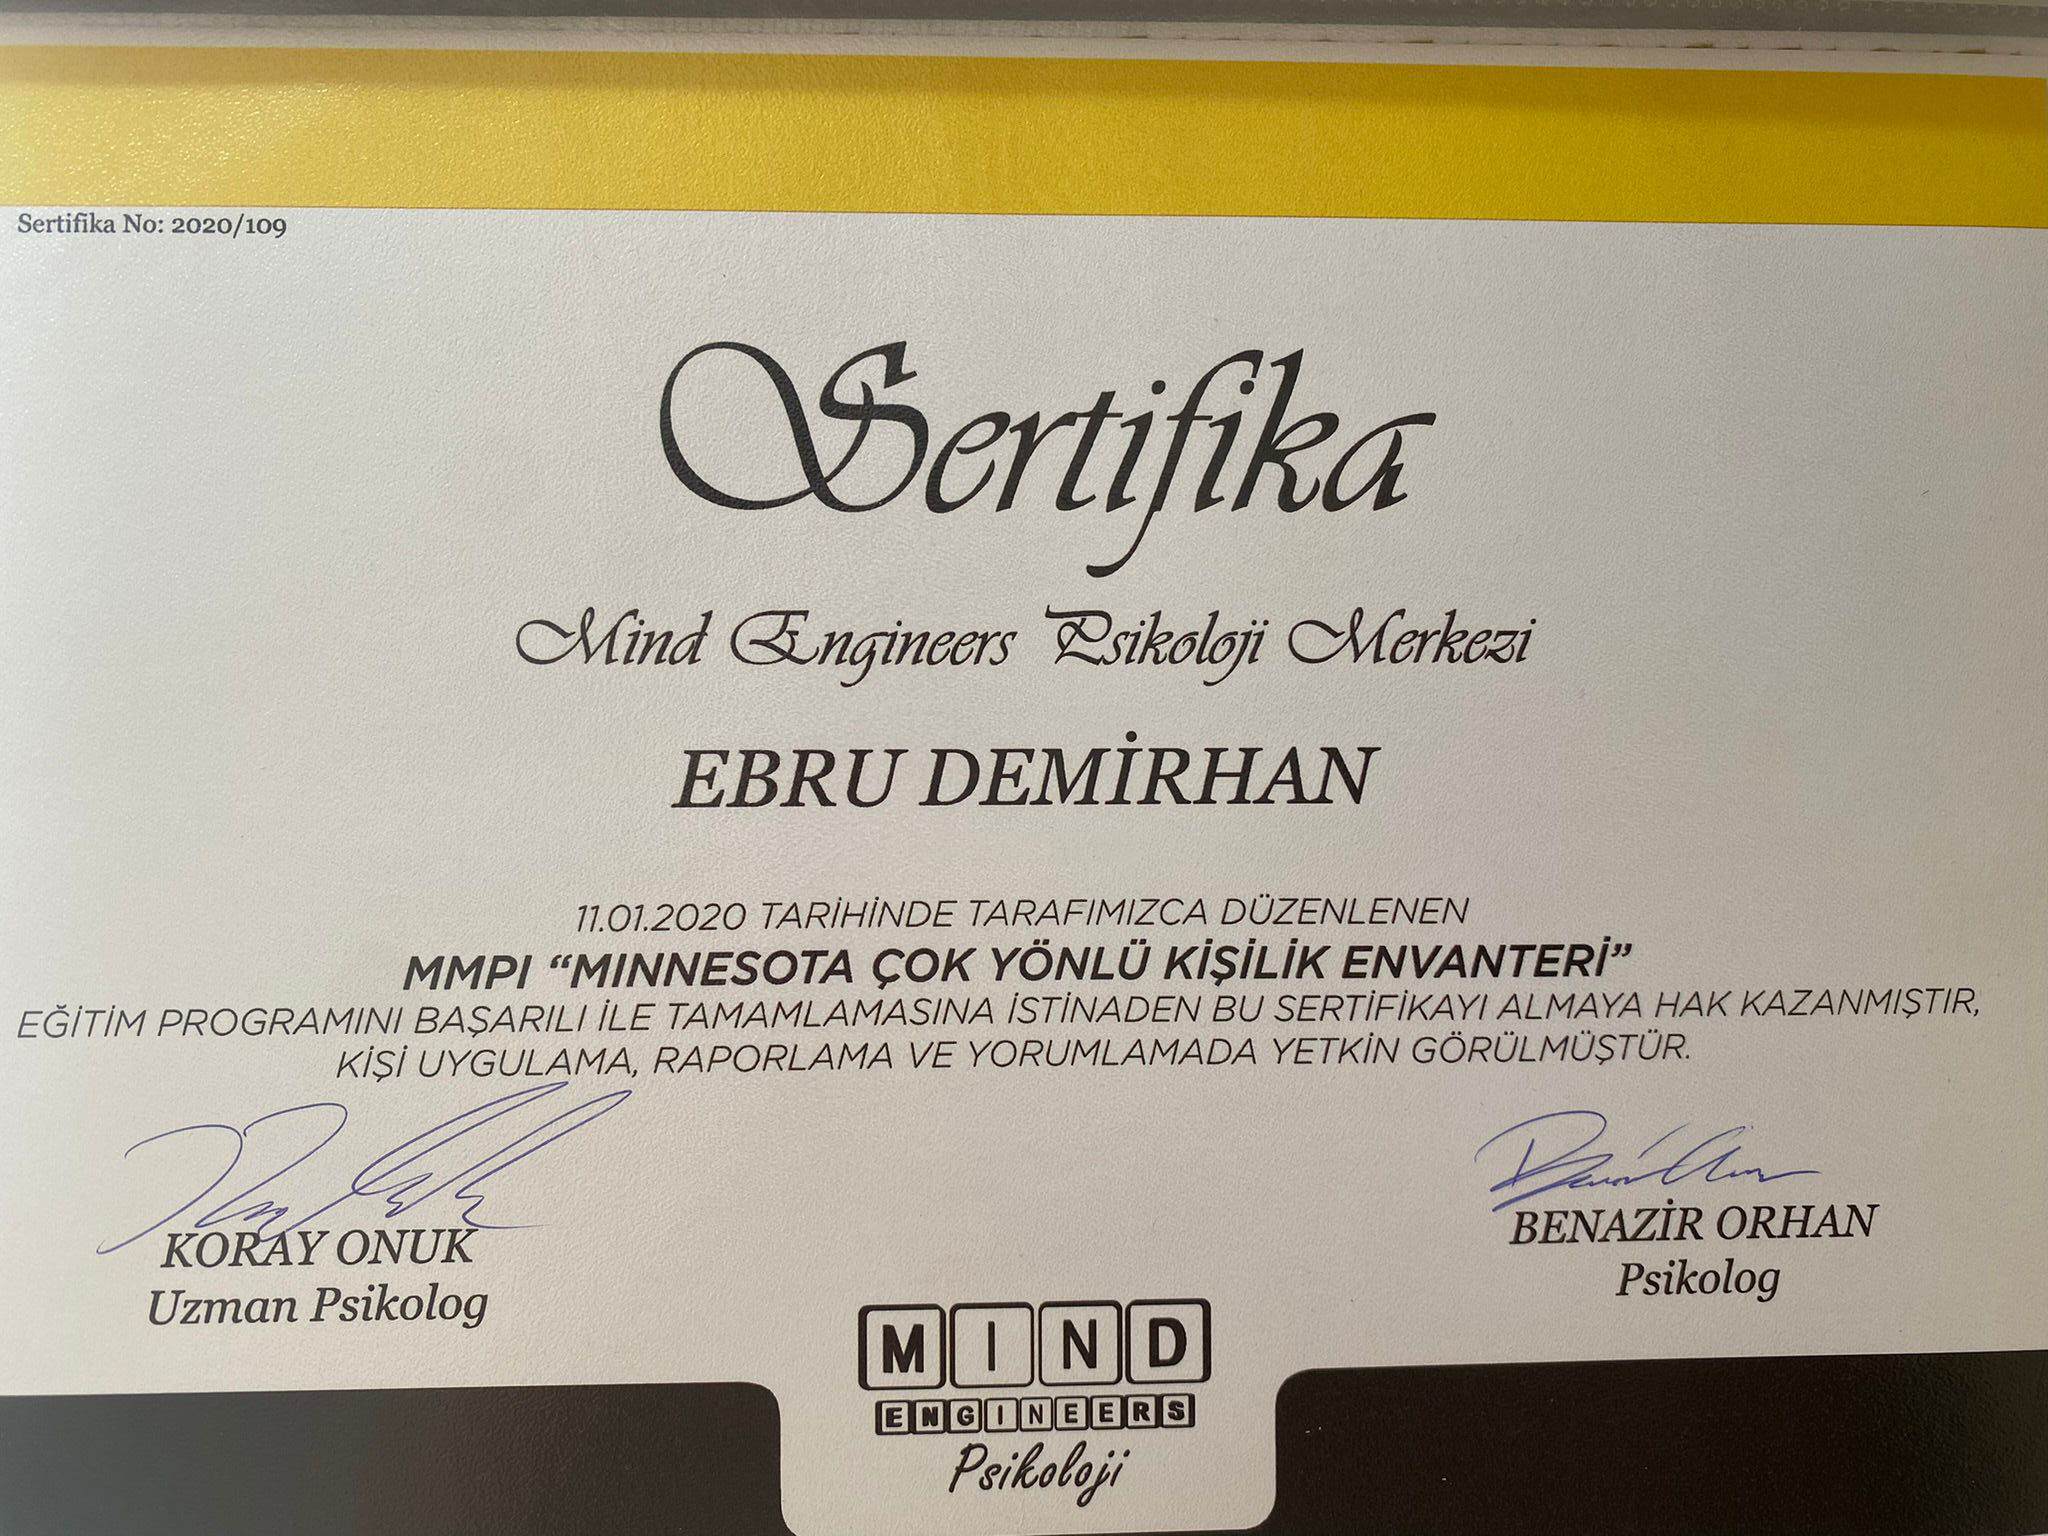 Sertifika No: 2020/109
Sertifika
Mind Engineers Psikoloji Merkezi
EBRU DEMİRHAN
11.01.2020 TARİHİNDE TARAFIMIZCA DÜZENLENEN
MMPI “MINNESOTA ÇOK YÖNLÜ KİŞİLİK ENVANTERİ”
EĞİTİM PROGRAMINI BAŞARILI İLE TAMAMLAMASINA İSTİNADEN BU SERTİFİKAYI ALMAYA HAK KAZANMIŞTIR,
KİŞİ UYGULAMA, RAPORLAMA VE YORUMLAMADA YETKİN GÖRÜLMÜŞTÜR.
KORAY ONUK
Uzman Psikolog
BENAZİR ORHAN
Psikolog
MIND
ENGINEERS
Psikoloji